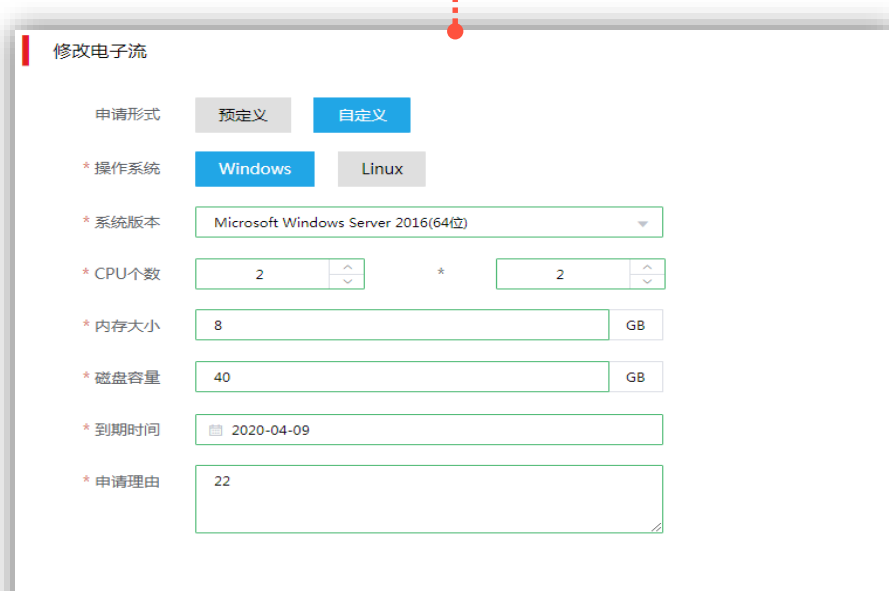 修改电子流
申请形式 预定义 自定义
* 操作系统 Windows Linux
* 系统版本 Microsoft Windows Server 2016(64位)
* CPU个数 2 * 2
* 内存大小 8 GB
* 磁盘容量 40 GB
* 到期时间 2020-04-09
* 申请理由 22